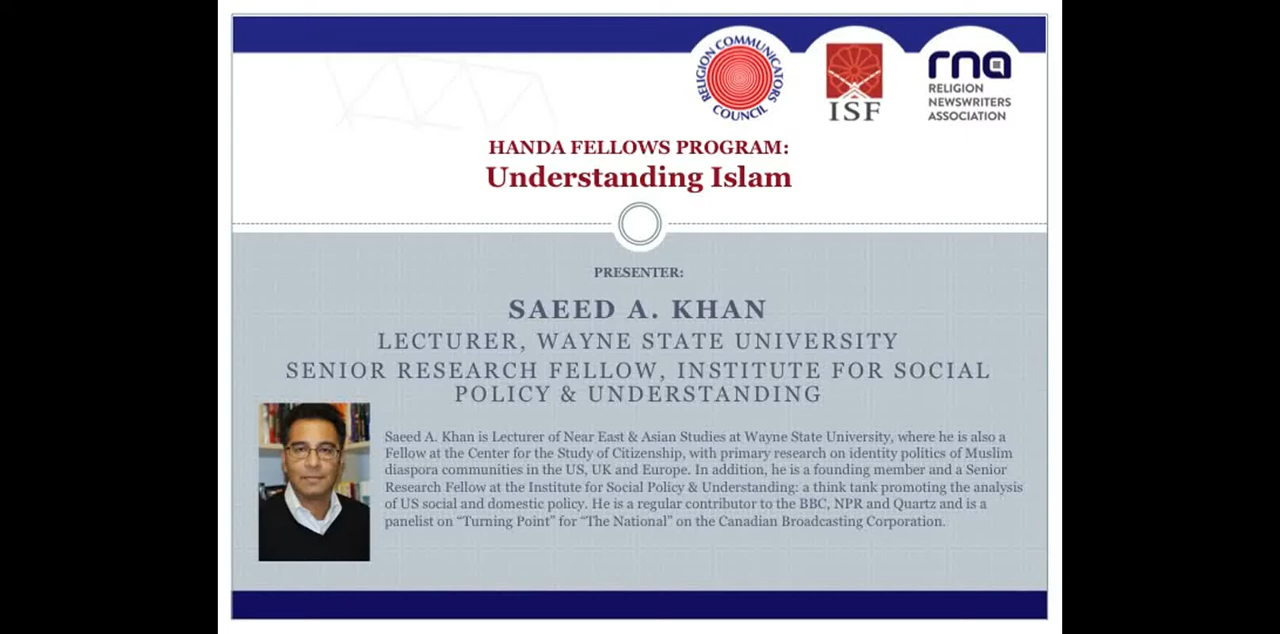 RELIGION COMMUNICATORS COUNCIL
ISF
rna
RELIGION
NEWSWRITERS
ASSOCIATION
HANDA FELLOWS PROGRAM:
Understanding Islam
PRESENTER:
SAEED A. KHAN
LECTURER, WAYNE STATE UNIVERSITY
SENIOR RESEARCH FELLOW, INSTITUTE FOR SOCIAL
POLICY & UNDERSTANDING
Saeed A. Khan is Lecturer of Near East & Asian Studies at Wayne State University, where he is also a
Fellow at the Center for the Study of Citizenship, with primary research on identity politics of Muslim
diaspora communities in the US, UK and Europe. In addition, he is a founding member and a Senior
Research Fellow at the Institute for Social Policy & Understanding: a think tank promoting the analysis
of US social and domestic policy. He is a regular contributor to the BBC, NPR and Quartz and is a
panelist on “Turning Point” for “The National” on the Canadian Broadcasting Corporation.